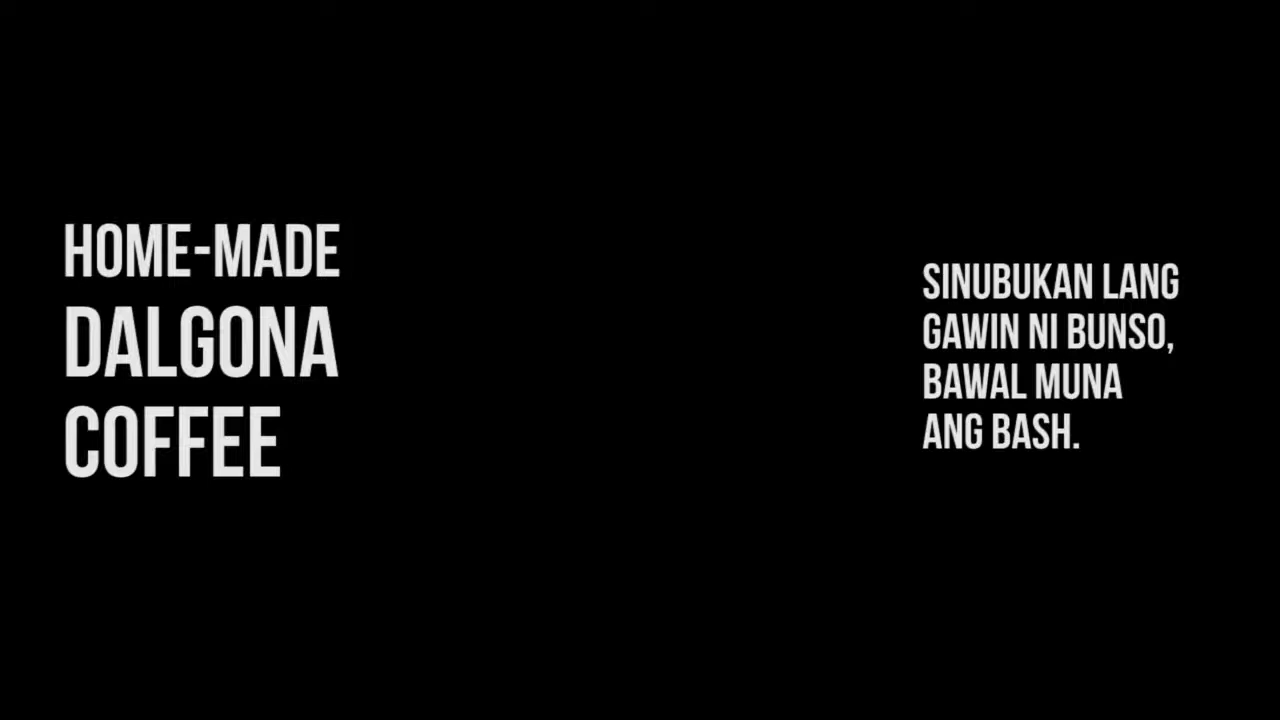 HOME-MADE
DALGONA
COFFEE
SINUBUKAN LANG
GAWIN NI BUNSO,
BAWAL MUNA
ANG BASH.